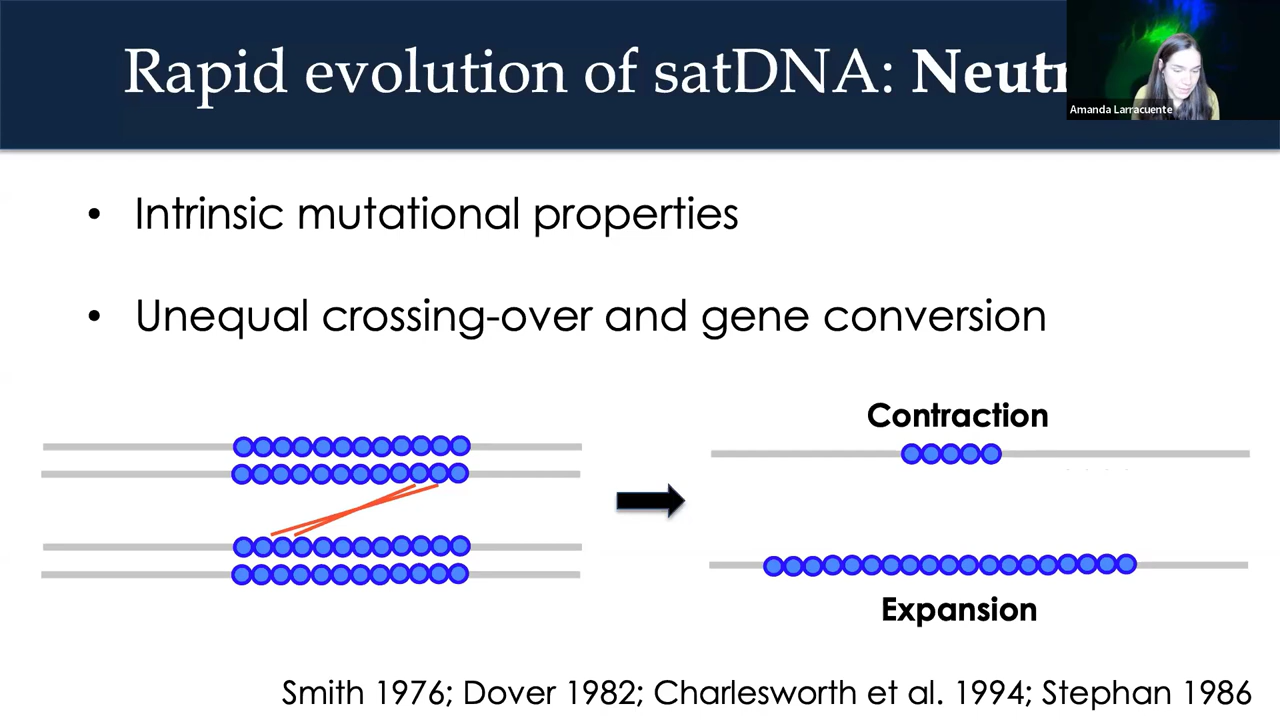 Rapid evolution of satDNA:
Amanda Larracuente
• Intrinsic mutational properties
• Unequal crossing-over and gene conversion
Contraction
Expansion
Smith 1976; Dover 1982; Charlesworth et al. 1994; Stephan 1986